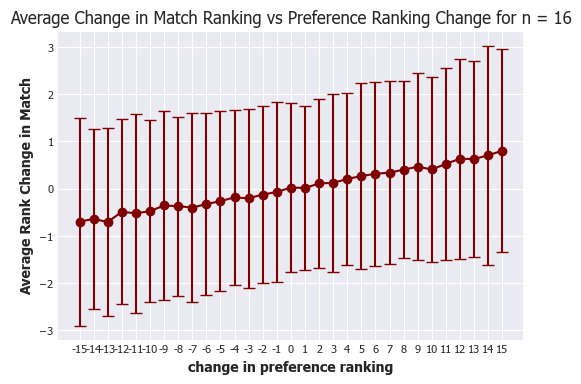 Average Change in Match Ranking vs Preference Ranking Change for n = 16
Average Rank Change in Match
3
2
1
0
−1
−2
−3
-15 -14 -13 -12 -11 -10 -9 -8 -7 -6 -5 -4 -3 -2 -1 0 1 2 3 4 5 6 7 8 9 10 11 12 13 14 15
change in preference ranking